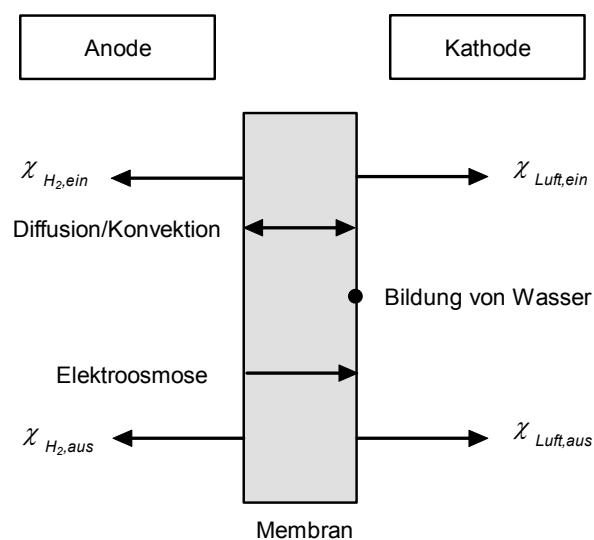 Anode
Kathode
χ H₂,ein
χ Luft,ein
Diffusion/Konvektion
Bildung von Wasser
Elektroosmose
χ H₂,aus
χ Luft,aus
Membran